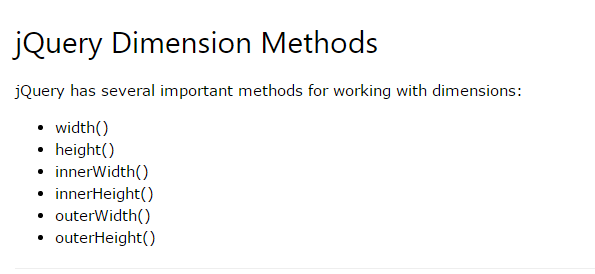 jQuery Dimension Methods
jQuery has several important methods for working with dimensions:
• width()
• height()
• innerWidth()
• innerHeight()
• outerWidth()
• outerHeight()